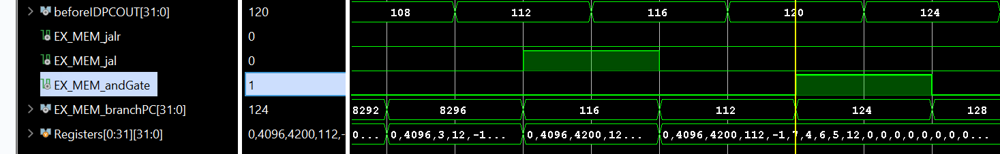 beforeIDPCOUT[31:0] 120 108 112 116 120 124
EX_MEM_jalr 0
EX_MEM_jal 0
EX_MEM_andGate 1
EX_MEM_branchPC[31:0] 124 8292 8296 116 112 124 128
Registers[0:31][31:0] 0,4096,4200,112,- 0... 0,4096,3,12,-1... 0,4096,4200,12... 0,4096,4200,112,-1,7,4,6,5,12,0,0,0,0,0,0,0...